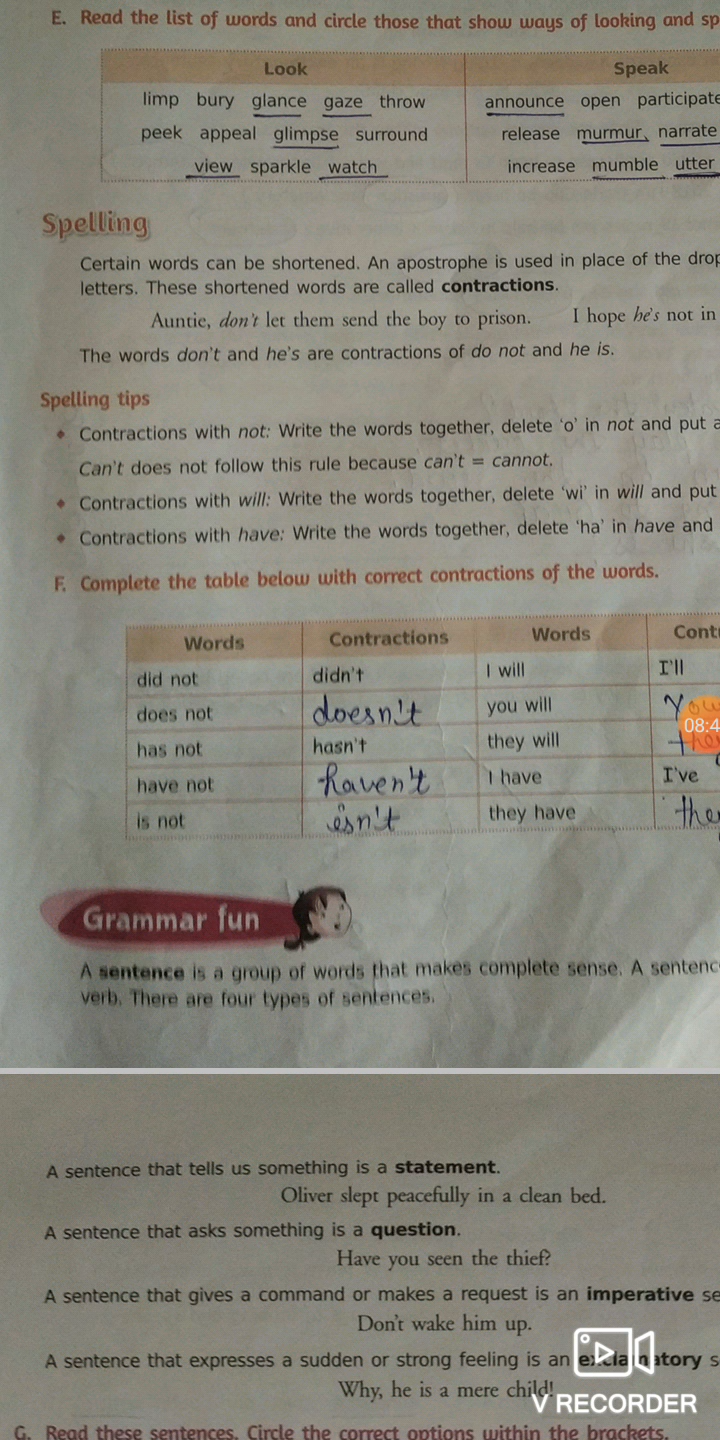 E. Read the list of words and circle those that show ways of looking and sp
Look Speak
limp bury glance gaze throw announce open participate
peek appeal glimpse surround release murmur narrate
view sparkle watch increase mumble utter
Spelling
Certain words can be shortened. An apostrophe is used in place of the drop
letters. These shortened words are called contractions.
Auntie, don't let them send the boy to prison. I hope he's not in
The words don't and he's are contractions of do not and he is.
Spelling tips
• Contractions with not: Write the words together, delete ‘o’ in not and put a
Can't does not follow this rule because can't = cannot.
• Contractions with will: Write the words together, delete ‘wi’ in will and put
• Contractions with have: Write the words together, delete ‘ha’ in have and
F. Complete the table below with correct contractions of the words.
Words Contractions Words Cont
did not didn't I will I'll
does not doesn't you will You
08:4
has not hasn't they will the
have not haven't I have I've
is not isn't they have the
Grammar fun
A sentence is a group of words that makes complete sense. A sentenc
verb. There are four types of sentences.
A sentence that tells us something is a statement.
Oliver slept peacefully in a clean bed.
A sentence that asks something is a question.
Have you seen the thief?
A sentence that gives a command or makes a request is an imperative se
Don't wake him up.
A sentence that expresses a sudden or strong feeling is an exclamatory s
Why, he is a mere child!
V RECORDER
G. Read these sentences. Circle the correct options within the brackets.